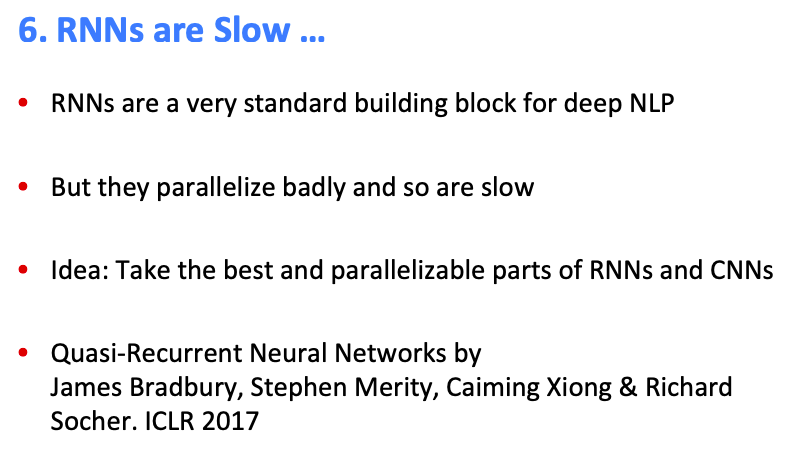 6. RNNs are Slow …
• RNNs are a very standard building block for deep NLP
• But they parallelize badly and so are slow
• Idea: Take the best and parallelizable parts of RNNs and CNNs
• Quasi-Recurrent Neural Networks by
James Bradbury, Stephen Merity, Caiming Xiong & Richard
Socher. ICLR 2017